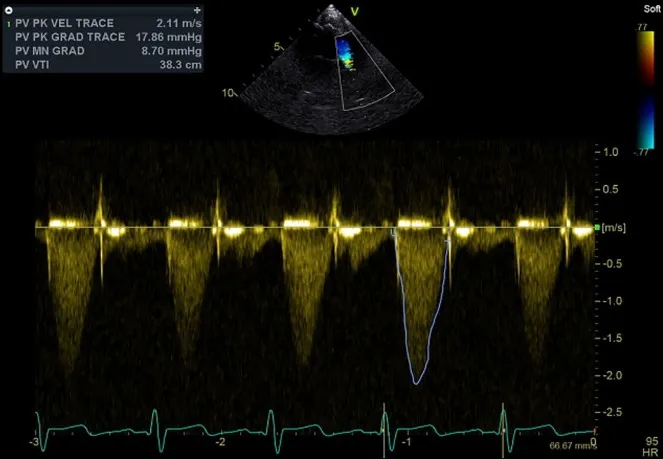 1 PV PK VEL TRACE 2.11 m/s
PV PK GRAD TRACE 17.86 mmHg
PV MN GRAD 8.70 mmHg
PV VTI 38.3 cm
V
5
10
Soft
.77
-.77
1.0
0.5
[m/s]
-0.5
-1.0
-1.5
-2.0
-2.5
-3
-2
-1
0
66.67 mm/s
95
HR